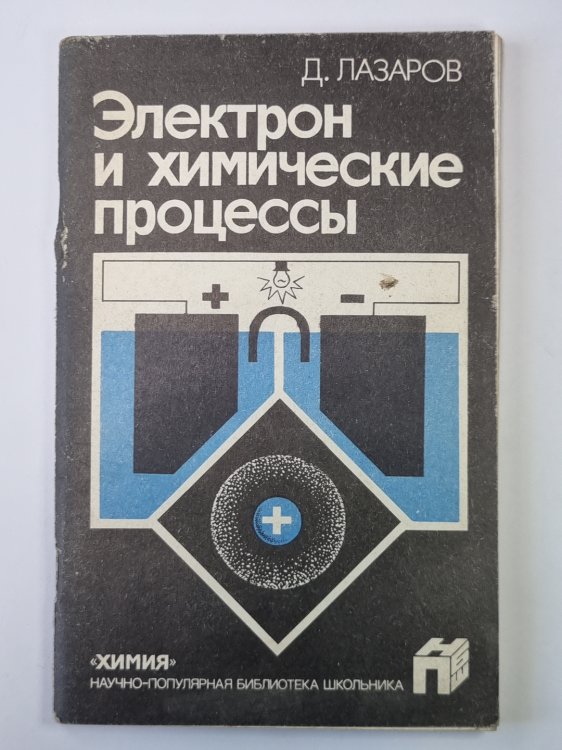 Д. ЛАЗАРОВ
Электрон
и химические
процессы
+ -
+
«ХИМИЯ»
НАУЧНО-ПОПУЛЯРНАЯ БИБЛИОТЕКА ШКОЛЬНИКА